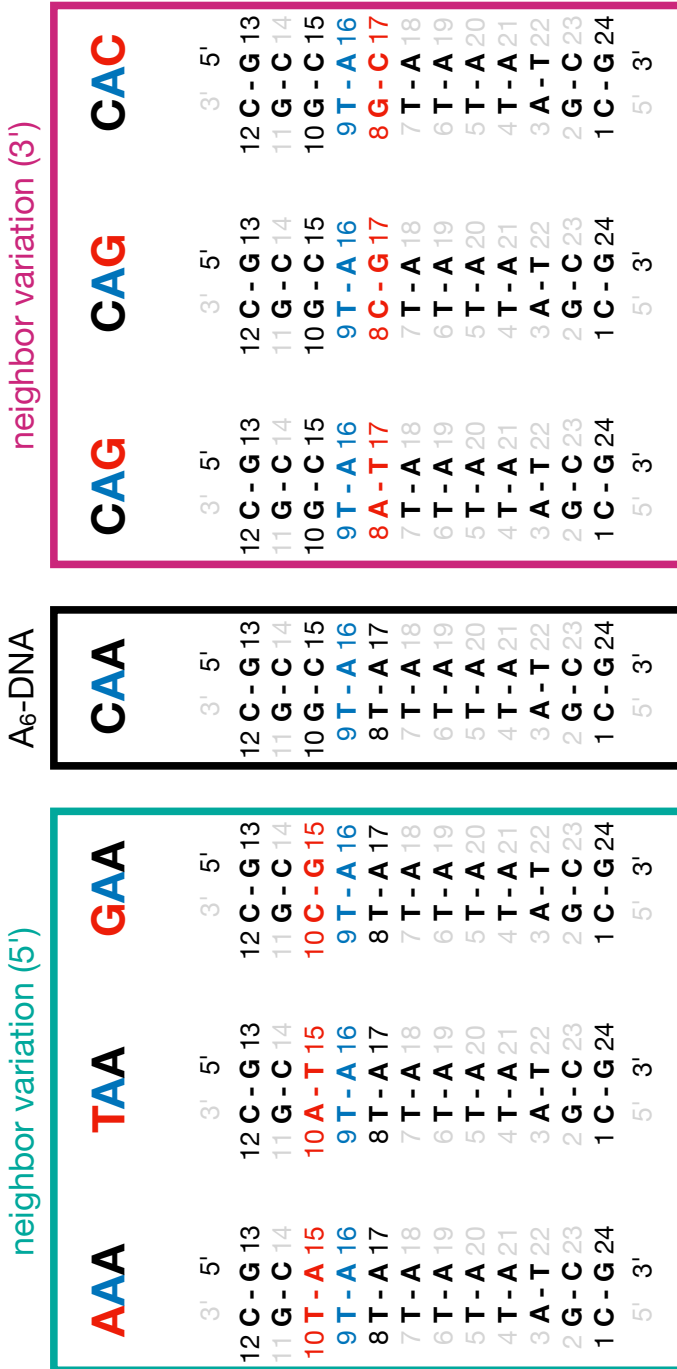 neighbor variation (5')
AAA
3' 5'
12 C - G 13
11 G - C 14
10 T - A 15
9 T - A 16
8 T - A 17
7 T - A 18
6 T - A 19
5 T - A 20
4 T - A 21
3 A - T 22
2 G - C 23
1 C - G 24
5' 3'
TAA
3' 5'
12 C - G 13
11 G - C 14
10 A - T 15
9 T - A 16
8 T - A 17
7 T - A 18
6 T - A 19
5 T - A 20
4 T - A 21
3 A - T 22
2 G - C 23
1 C - G 24
5' 3'
GAA
3' 5'
12 C - G 13
11 G - C 14
10 C - G 15
9 T - A 16
8 T - A 17
7 T - A 18
6 T - A 19
5 T - A 20
4 T - A 21
3 A - T 22
2 G - C 23
1 C - G 24
5' 3'
A6-DNA
CAA
3' 5'
12 C - G 13
11 G - C 14
10 G - C 15
9 T - A 16
8 T - A 17
7 T - A 18
6 T - A 19
5 T - A 20
4 T - A 21
3 A - T 22
2 G - C 23
1 C - G 24
5' 3'
neighbor variation (3')
CAG
3' 5'
12 C - G 13
11 G - C 14
10 G - C 15
9 T - A 16
8 A - T 17
7 T - A 18
6 T - A 19
5 T - A 20
4 T - A 21
3 A - T 22
2 G - C 23
1 C - G 24
5' 3'
CAG
3' 5'
12 C - G 13
11 G - C 14
10 G - C 15
9 T - A 16
8 C - G 17
7 T - A 18
6 T - A 19
5 T - A 20
4 T - A 21
3 A - T 22
2 G - C 23
1 C - G 24
5' 3'
CAC
3' 5'
12 C - G 13
11 G - C 14
10 G - C 15
9 T - A 16
8 G - C 17
7 T - A 18
6 T - A 19
5 T - A 20
4 T - A 21
3 A - T 22
2 G - C 23
1 C - G 24
5' 3'